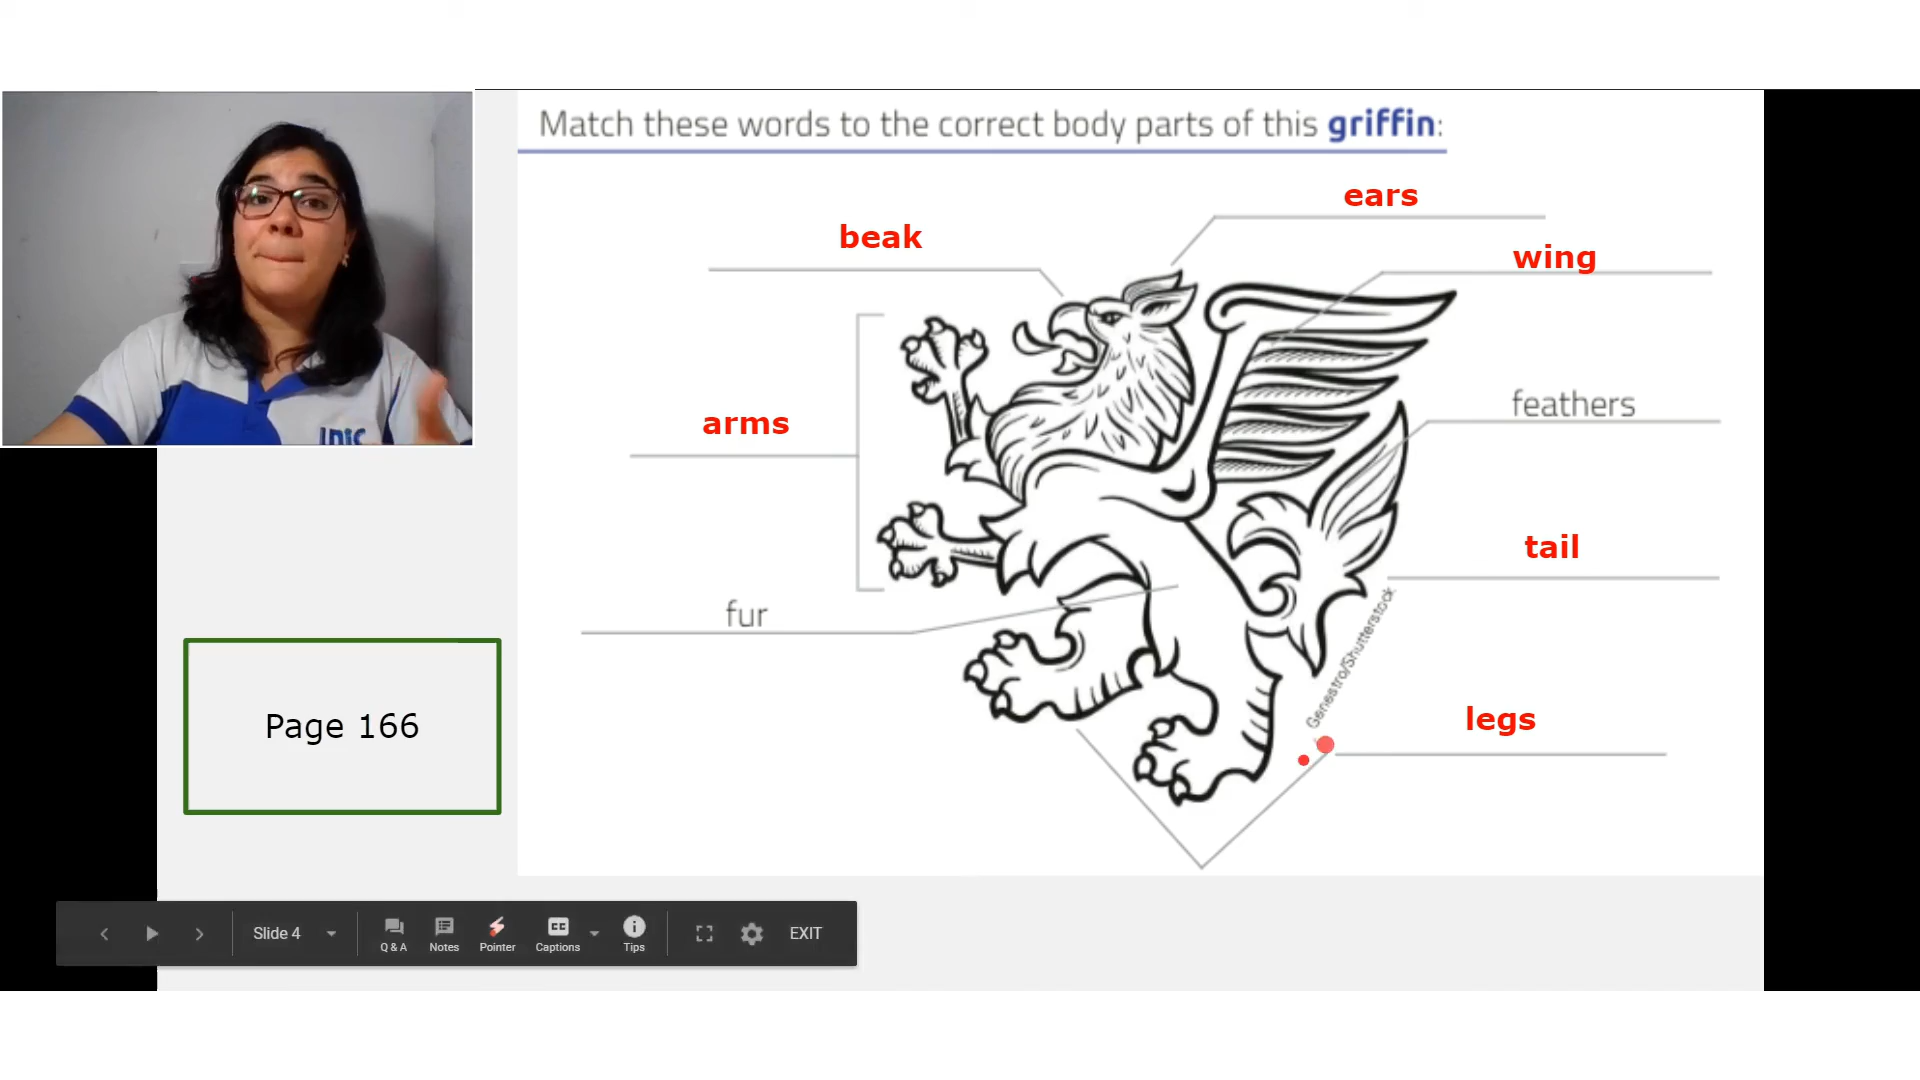 Match these words to the correct body parts of this griffin:
ears
beak
wing
feathers
arms
tail
fur
Genestro/Shutterstock
legs
Page 166
Slide 4
Q & A
Notes
Pointer
CC
Captions
Tips
EXIT